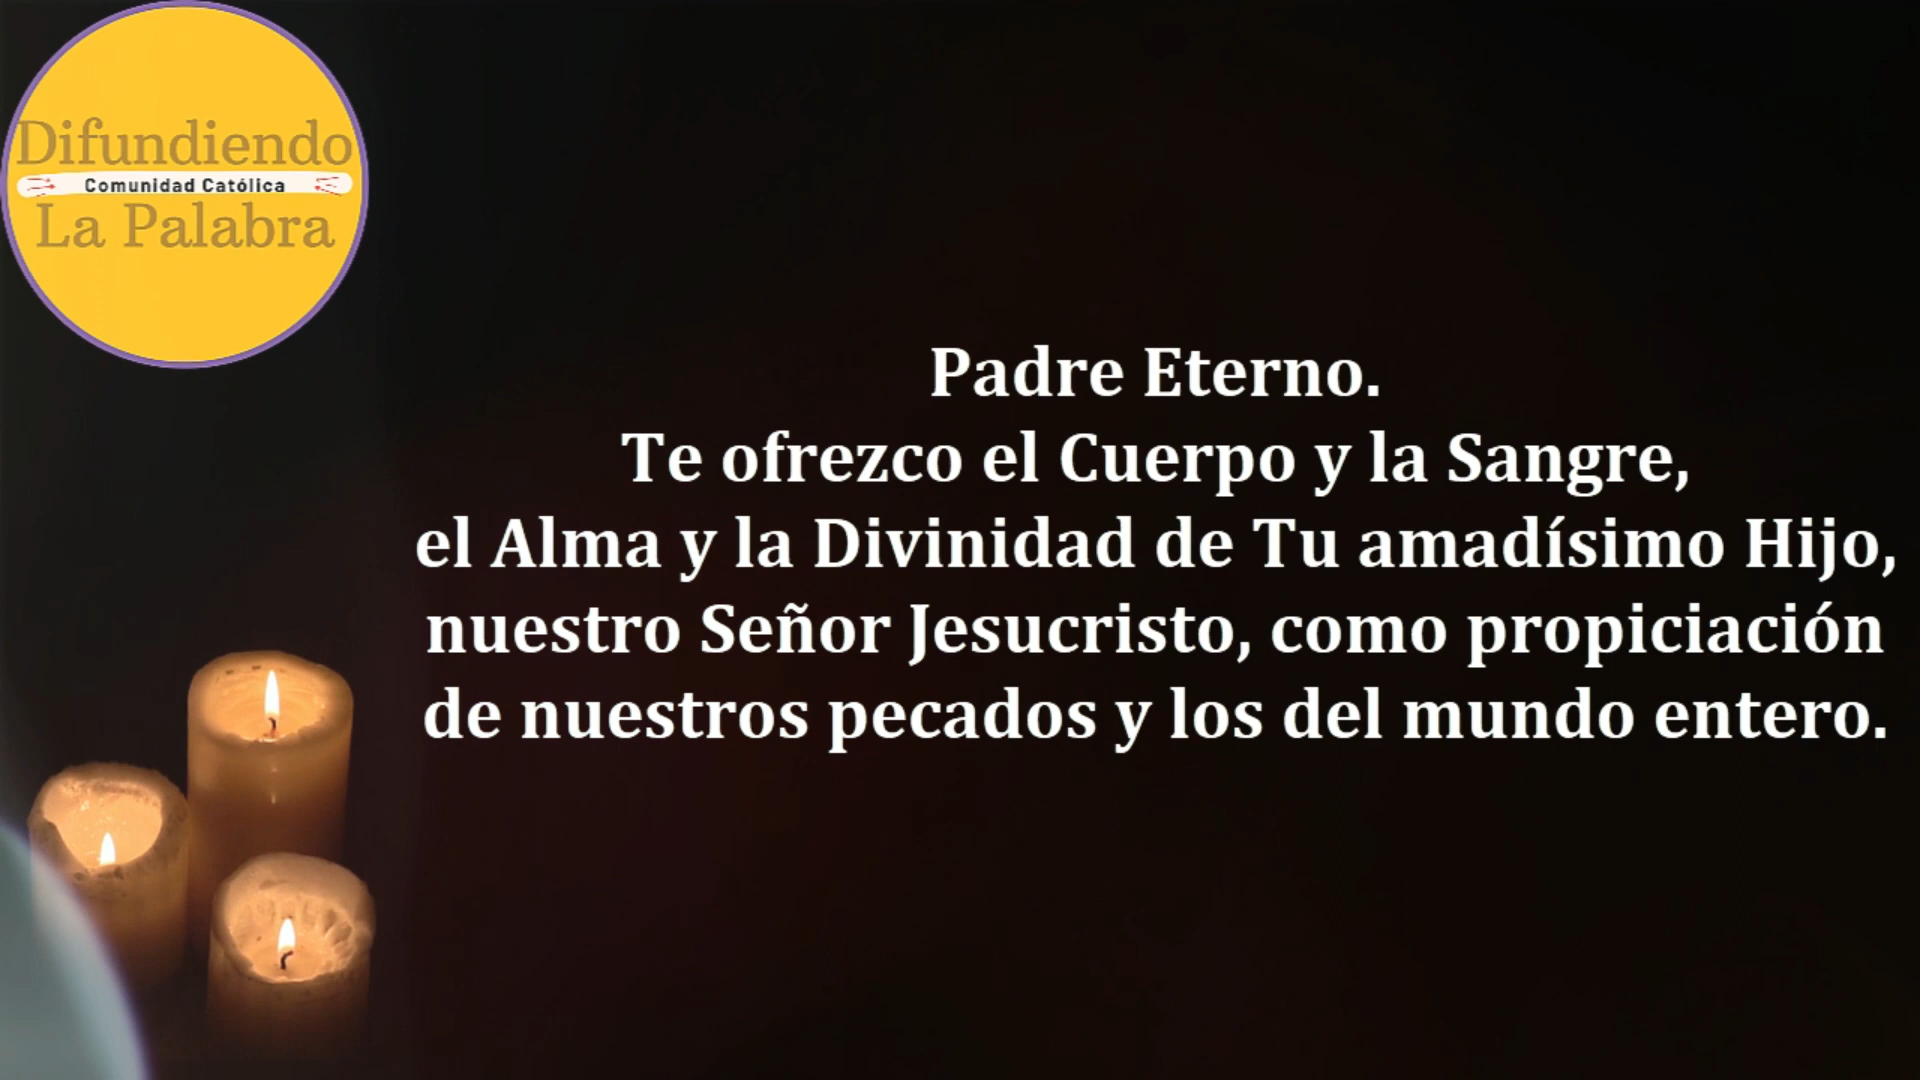 Difundiendo
Comunidad Católica
La Palabra
Padre Eterno.
Te ofrezco el Cuerpo y la Sangre,
el Alma y la Divinidad de Tu amadísimo Hijo,
nuestro Señor Jesucristo, como propiciación
de nuestros pecados y los del mundo entero.